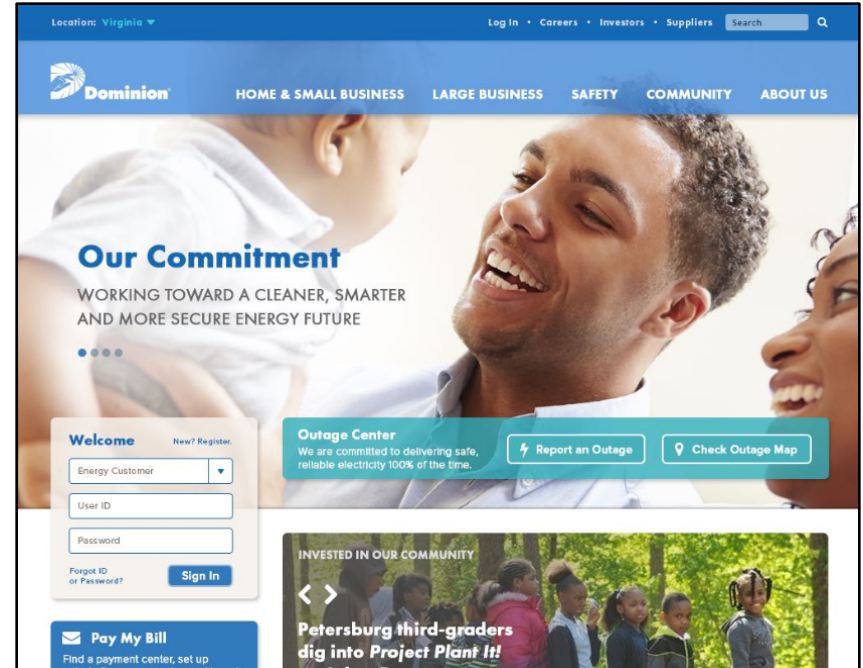 Location: Virginia
Log In • Careers • Investors • Suppliers
Search
Dominion
HOME & SMALL BUSINESS
LARGE BUSINESS
SAFETY
COMMUNITY
ABOUT US
Our Commitment
WORKING TOWARD A CLEANER, SMARTER
AND MORE SECURE ENERGY FUTURE
Welcome
New? Register.
Energy Customer
User ID
Password
Forgot ID
or Password?
Sign In
Outage Center
We are committed to delivering safe,
reliable electricity 100% of the time.
Report an Outage
Check Outage Map
Pay My Bill
Find a payment center, set up
INVESTED IN OUR COMMUNITY
Petersburg third-graders
dig into Project Plant It!